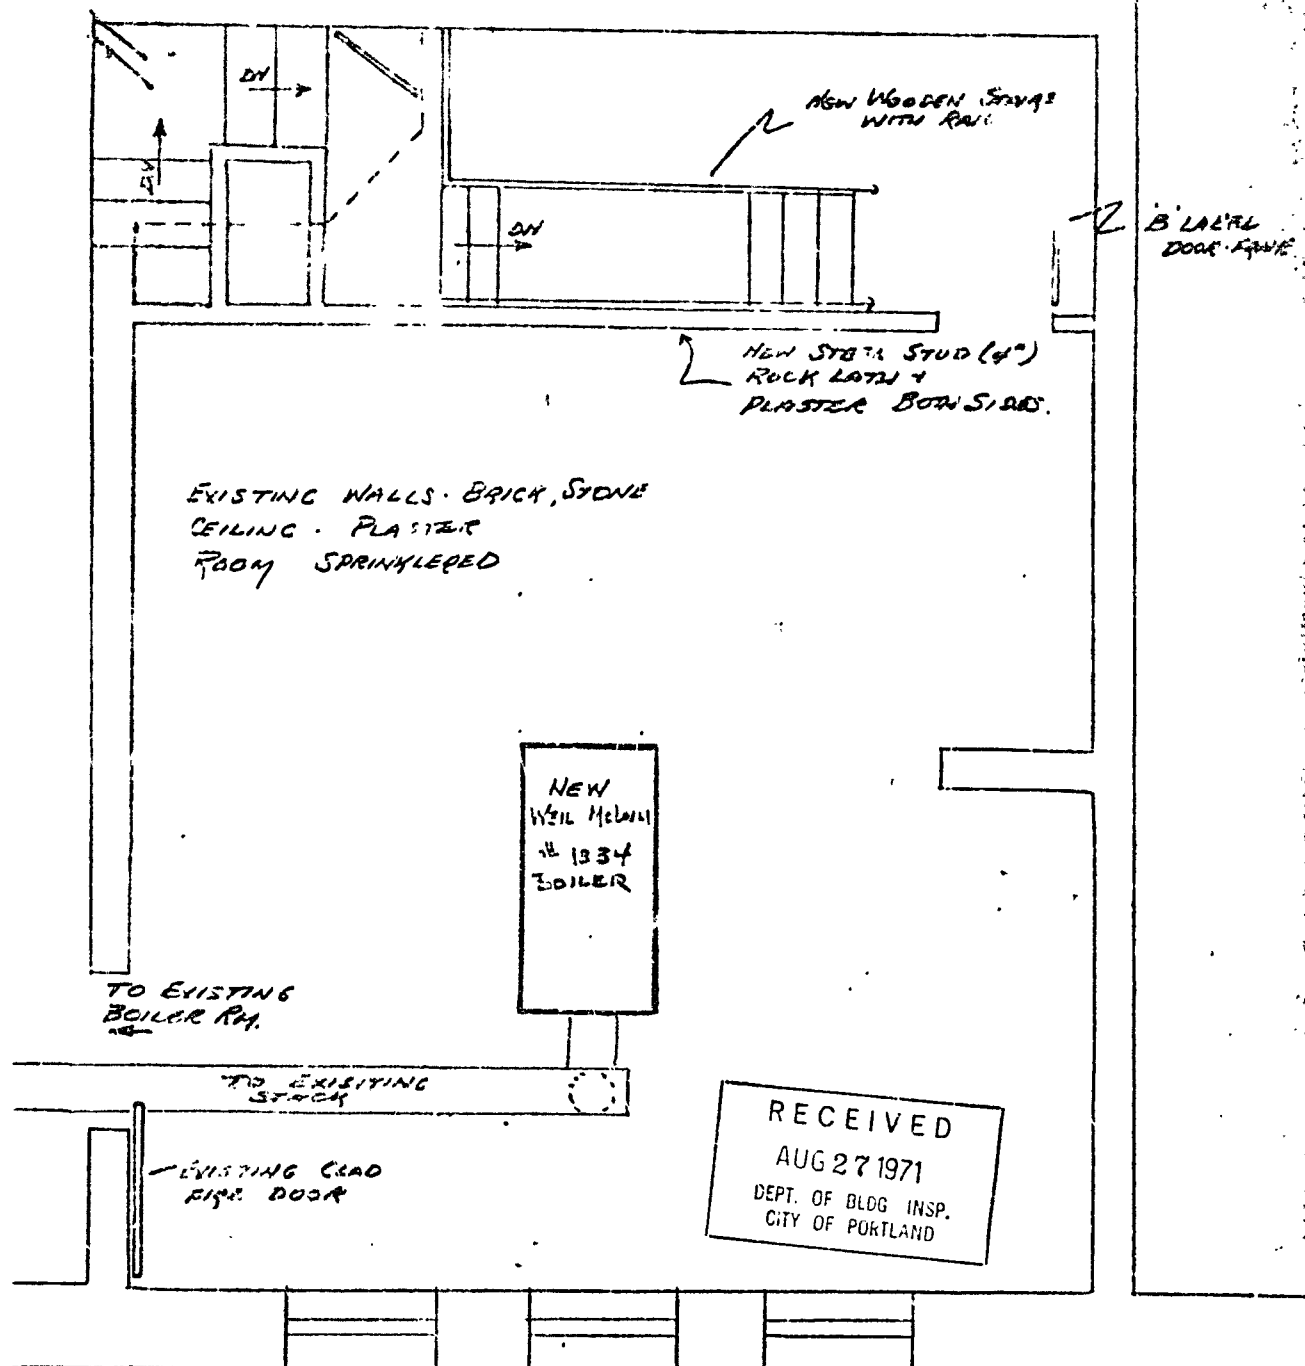 DN
NEW WOODEN STAIRS
WITH RAIL
DN
DN
'B' LABEL
DOOR-FRAME
NEW STEEL STUD (4")
ROCK LATH +
PLASTER BOTH SIDES.
EXISTING WALLS - BRICK, STONE
CEILING - PLASTER
ROOM SPRINKLERED
NEW
WEIL McLAIN
# 1334
BOILER
TO EXISTING
BOILER RM.
TO EXISITING
STACK
EXISTING CLAD
FIRE DOOR
RECEIVED
AUG 27 1971
DEPT. OF BLDG INSP.
CITY OF PORTLAND